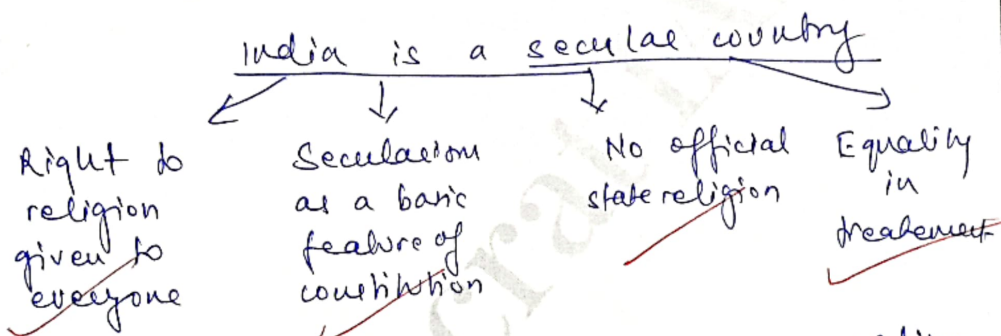 India is a secular country
Right to
religion
given to
everyone
Secularism
as a basic
feature of
constitution
No official
state religion
Equality
in
treatement